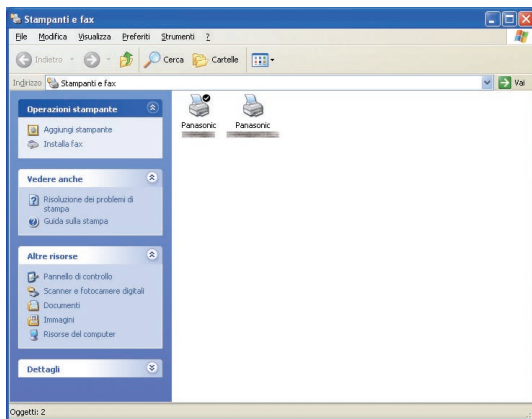 Stampanti e fax
File Modifica Visualizza Preferiti Strumenti ?
Indietro Cerca Cartelle
Indirizzo Stampanti e fax Vai
Operazioni stampante
Aggiungi stampante
Installa fax
Vedere anche
Risoluzione dei problemi di
stampa
Guida sulla stampa
Altre risorse
Pannello di controllo
Scanner e fotocamere digitali
Documenti
Immagini
Risorse del computer
Dettagli
Panasonic Panasonic
Oggetti: 2